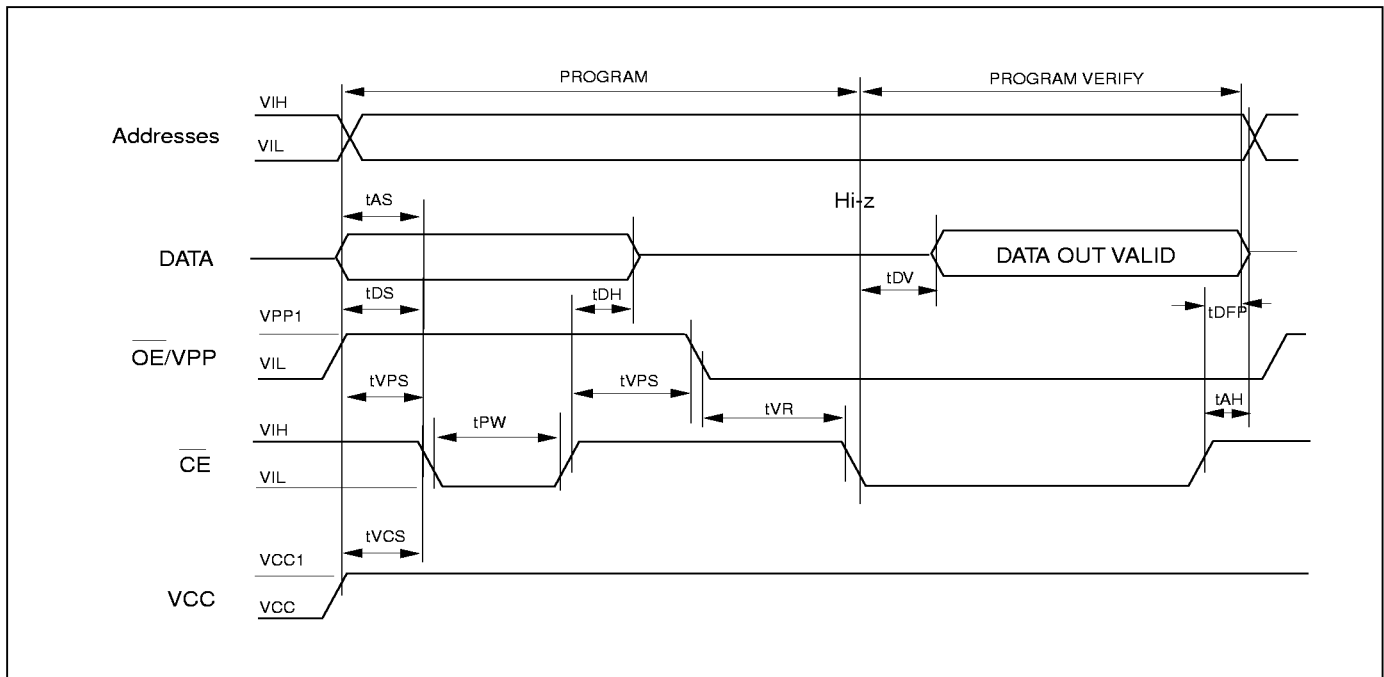 PROGRAM
PROGRAM VERIFY
VIH
Addresses
VIL
tAS
Hi-z
DATA
DATA OUT VALID
tDS
tDH
tDV
tDFP
VPP1
OE/VPP
VIL
tVPS
tVPS
tVR
tAH
tPW
VIH
CE
VIL
tVCS
VCC1
VCC
VCC